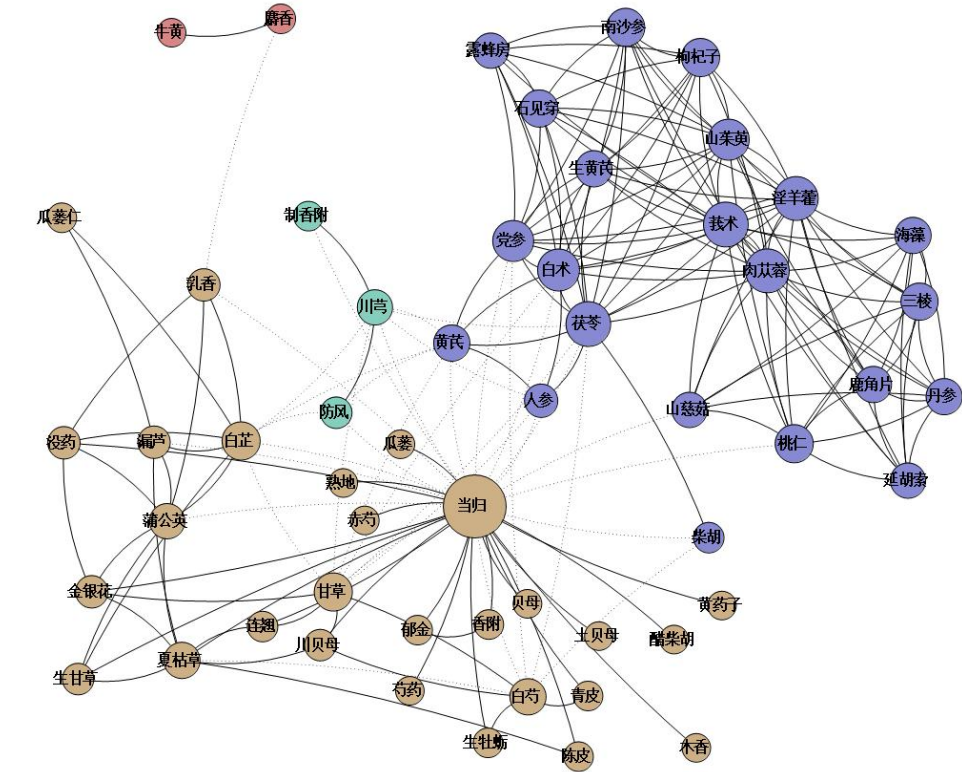 麝香
牛黄
南沙参
露蜂房
枸杞子
石见穿
山茱萸
生黄芪
淫羊藿
瓜蒌仁
制香附
莪术
党参
海藻
白术
肉苁蓉
乳香
川芎
三棱
茯苓
黄芪
鹿角片
丹参
人参
山慈菇
防风
没药
漏芦
白芷
瓜蒌
桃仁
熟地
延胡索
当归
蒲公英
赤芍
柴胡
金银花
甘草
贝母
黄药子
连翘
郁金
香附
土贝母
醋柴胡
川贝母
夏枯草
生甘草
芍药
白芍
青皮
生牡蛎
陈皮
木香